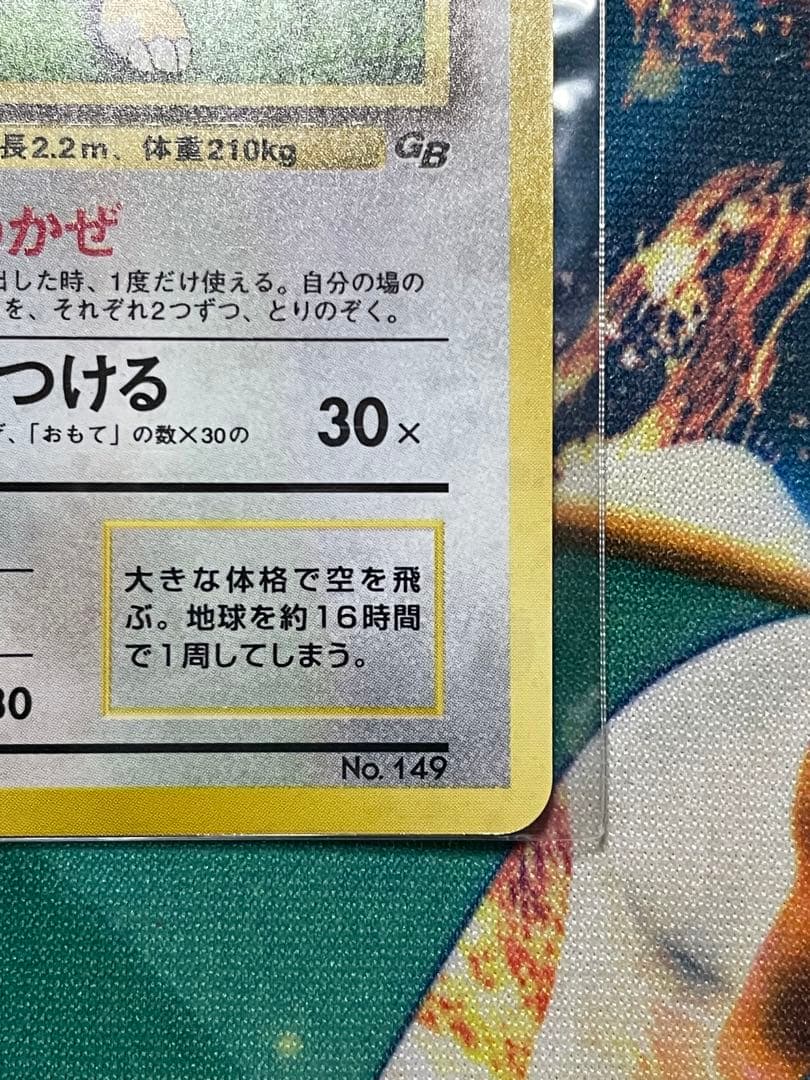 長2.2m、体重210kg
GB
かぜ
出した時、1度だけ使える。自分の場の
を、それぞれ2つずつ、とりのぞく。
つける
、「おもて」の数×30の
30×
大きな体格で空を飛
ぶ。地球を約16時間
で1周してしまう。
30
No. 149